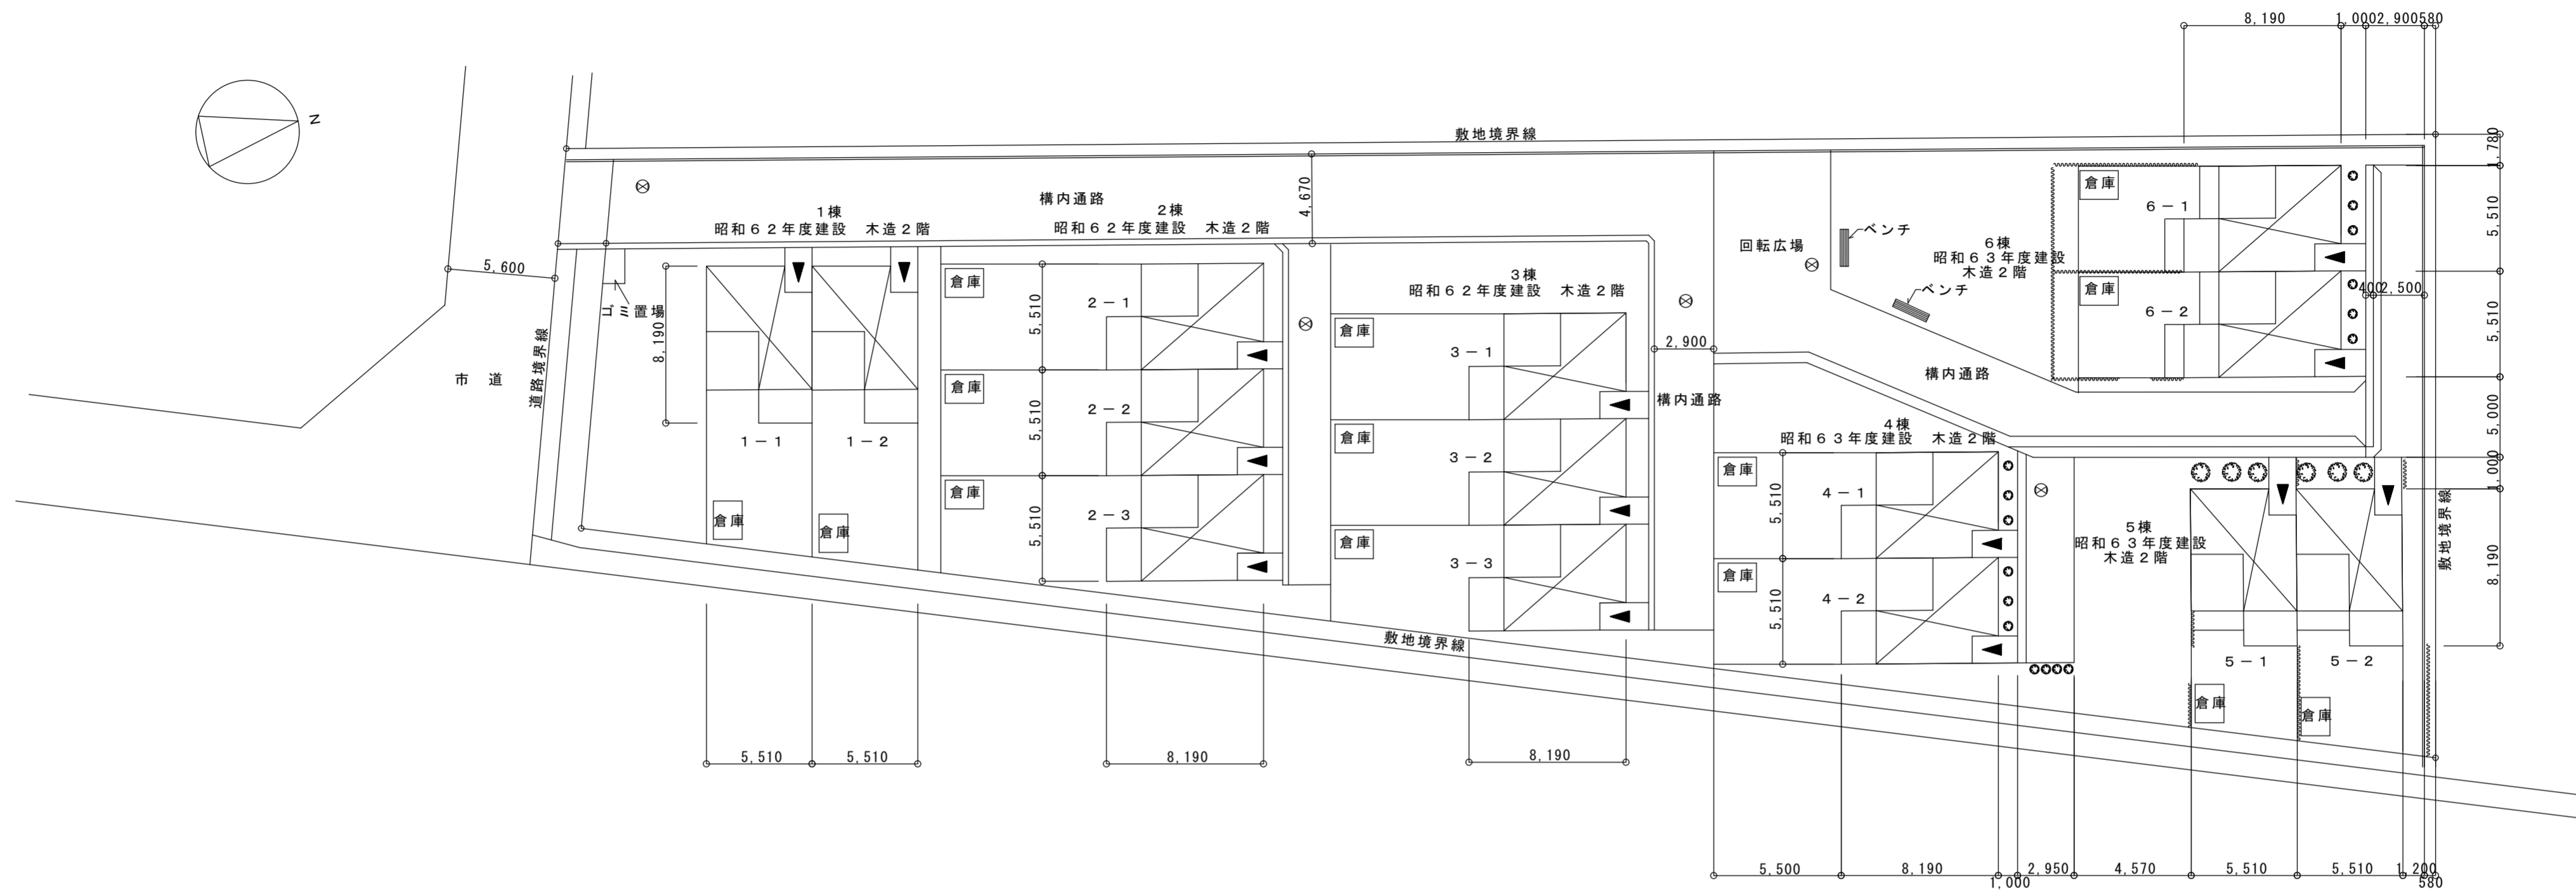 8,190
1,000
2,900
580
N
敷地境界線
1,780
構内通路
4,670
1棟
昭和62年度建設　木造2階
2棟
昭和62年度建設　木造2階
倉庫
6－1
5,510
ベンチ
回転広場
6棟
昭和63年度建設
木造2階
5,600
ゴミ置場
8,190
倉庫
5,510
2－1
3棟
昭和62年度建設　木造2階
ベンチ
倉庫
400
2,500
6－2
5,510
市　道
道路境界線
倉庫
3－1
2,900
構内通路
構内通路
倉庫
5,510
2－2
5,000
4棟
昭和63年度建設　木造2階
1－1
1－2
倉庫
3－2
倉庫
5,510
4－1
1,000
敷地境界線
倉庫
倉庫
倉庫
5,510
2－3
倉庫
3－3
5棟
昭和63年度建設
木造2階
8,190
倉庫
5,510
4－2
敷地境界線
5－1
5－2
倉庫
倉庫
5,510
5,510
8,190
8,190
5,500
8,190
1,000
2,950
4,570
5,510
5,510
1,200
580